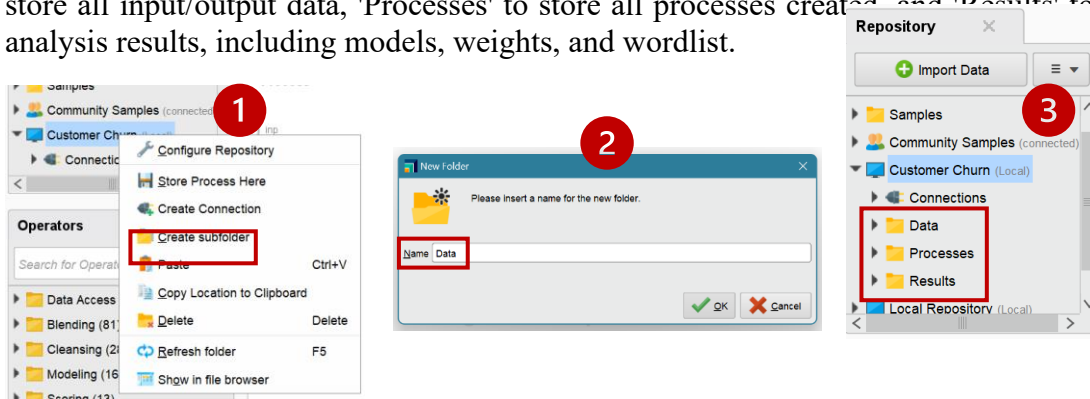 store all input/output data, 'Processes' to store all processes created, and 'Results' to
analysis results, including models, weights, and wordlist.
Samples
Community Samples (connected
1
Customer Ch
inp
Connectio
Configure Repository
Store Process Here
Create Connection
Create subfolder
Paste Ctrl+V
Copy Location to Clipboard
Delete Delete
Refresh folder F5
Show in file browser
Operators
Search for Operat
Data Access
Blending (81)
Cleansing (2
Modeling (16
Scoring (13)
2
New Folder
Please insert a name for the new folder.
Name Data
OK Cancel
Repository
Import Data
3
Samples
Community Samples (connected)
Customer Churn (Local)
Connections
Data
Processes
Results
Local Repository (Local)